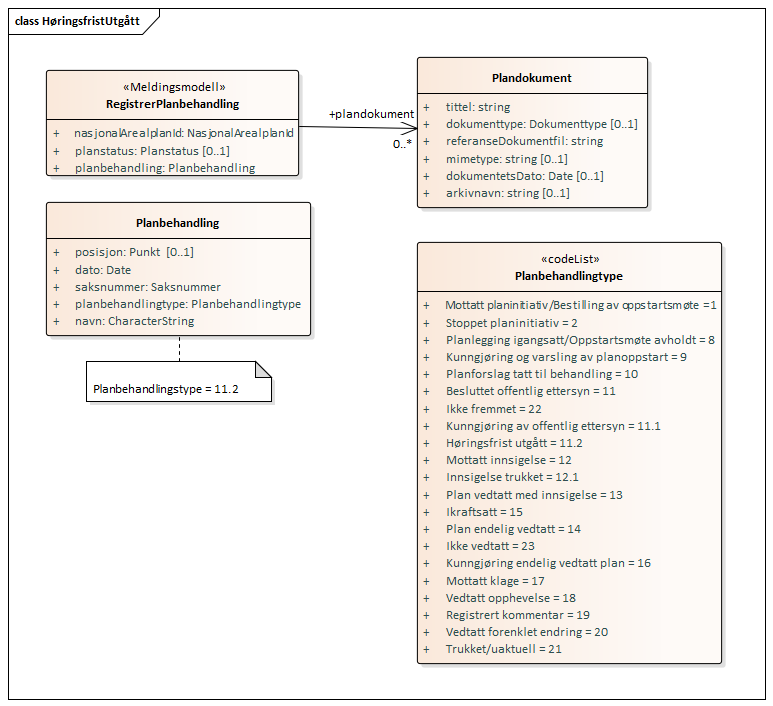 class HøringsfristUtgått
«Meldingsmodell»
RegistrerPlanbehandling
+ nasjonalArealplanId: NasjonalArealplanId
+ planstatus: Planstatus [0..1]
+ planbehandling: Planbehandling
+plandokument
0..*
Plandokument
+ tittel: string
+ dokumenttype: Dokumenttype [0..1]
+ referanseDokumentfil: string
+ mimetype: string [0..1]
+ dokumentetsDato: Date [0..1]
+ arkivnavn: string [0..1]
Planbehandling
+ posisjon: Punkt [0..1]
+ dato: Date
+ saksnummer: Saksnummer
+ planbehandlingtype: Planbehandlingtype
+ navn: CharacterString
Planbehandlingstype = 11.2
«codeList»
Planbehandlingtype
+ Mottatt planinitiativ/Bestilling av oppstartsmøte =1
+ Stoppet planinitiativ = 2
+ Planlegging igangsatt/Oppstartsmøte avholdt = 8
+ Kunngjøring og varsling av planoppstart = 9
+ Planforslag tatt til behandling = 10
+ Besluttet offentlig ettersyn = 11
+ Ikke fremmet = 22
+ Kunngjøring av offentlig ettersyn = 11.1
+ Høringsfrist utgått = 11.2
+ Mottatt innsigelse = 12
+ Innsigelse trukket = 12.1
+ Plan vedtatt med innsigelse = 13
+ Ikraftsatt = 15
+ Plan endelig vedtatt = 14
+ Ikke vedtatt = 23
+ Kunngjøring endelig vedtatt plan = 16
+ Mottatt klage = 17
+ Vedtatt opphevelse = 18
+ Registrert kommentar = 19
+ Vedtatt forenklet endring = 20
+ Trukket/uaktuell = 21